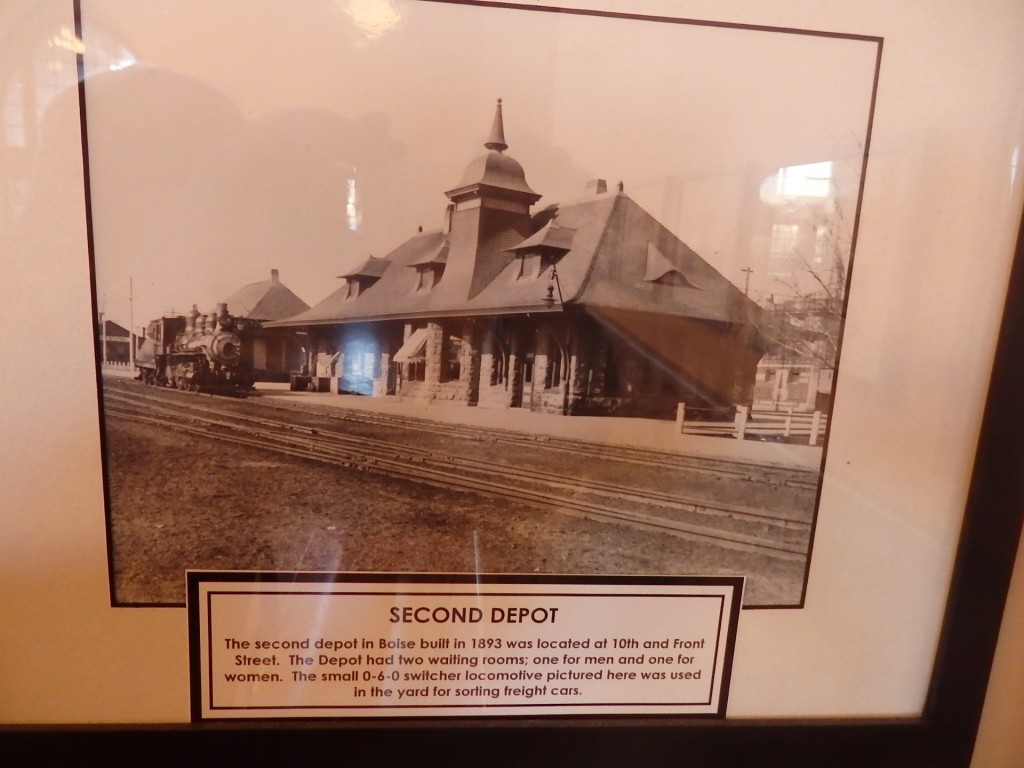 SECOND DEPOT
The second depot in Boise built in 1893 was located at 10th and Front
Street.  The Depot had two waiting rooms; one for men and one for
women.  The small 0-6-0 switcher locomotive pictured here was used
in the yard for sorting freight cars.